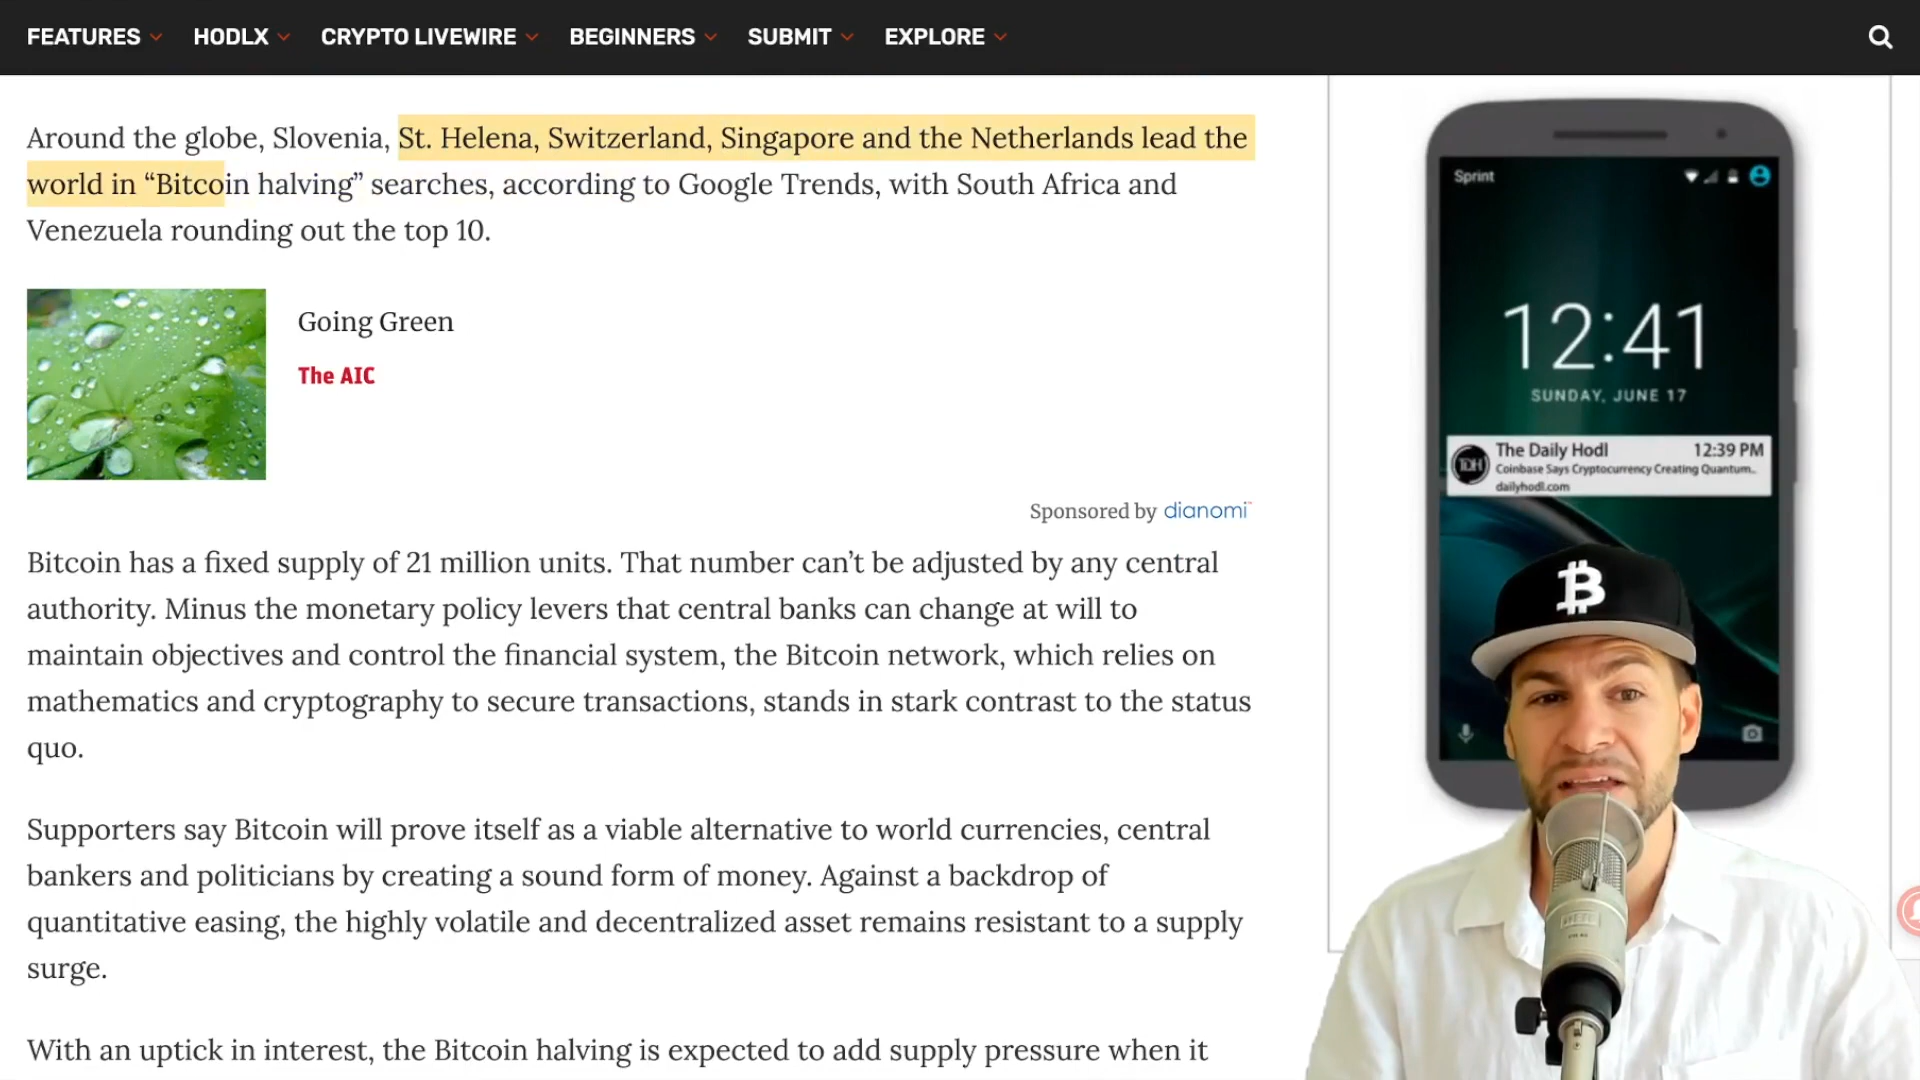 FEATURES HODLX CRYPTO LIVEWIRE BEGINNERS SUBMIT EXPLORE
Around the globe, Slovenia, St. Helena, Switzerland, Singapore and the Netherlands lead the
world in “Bitcoin halving” searches, according to Google Trends, with South Africa and
Venezuela rounding out the top 10.
Going Green
The AIC
Sponsored by dianomi
Bitcoin has a fixed supply of 21 million units. That number can’t be adjusted by any central
authority. Minus the monetary policy levers that central banks can change at will to
maintain objectives and control the financial system, the Bitcoin network, which relies on
mathematics and cryptography to secure transactions, stands in stark contrast to the status
quo.
Supporters say Bitcoin will prove itself as a viable alternative to world currencies, central
bankers and politicians by creating a sound form of money. Against a backdrop of
quantitative easing, the highly volatile and decentralized asset remains resistant to a supply
surge.
With an uptick in interest, the Bitcoin halving is expected to add supply pressure when it
Sprint
12:41
SUNDAY, JUNE 17
TDH
The Daily Hodl 12:39 PM
Coinbase Says Cryptocurrency Creating Quantum..
dailyhodl.com